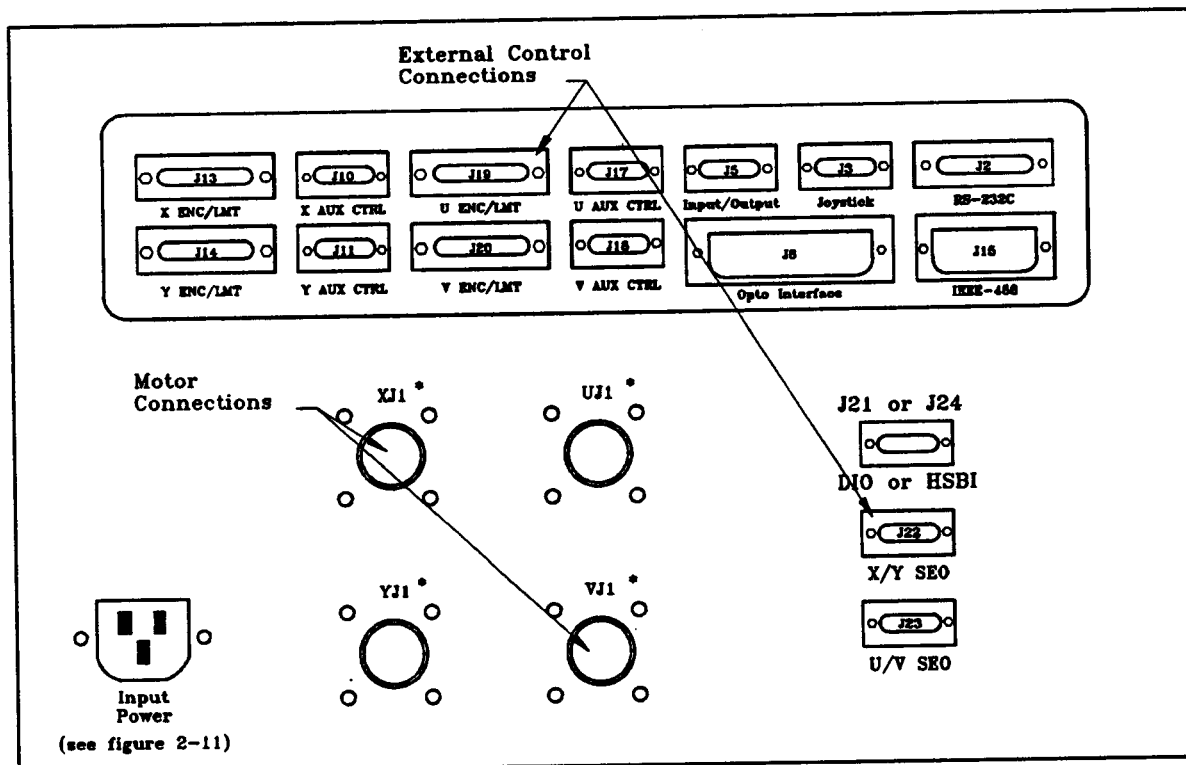 External Control
Connections
J13
J10
J19
J17
J5
J3
J2
X ENC/LMT
X AUX CTRL
U ENC/LMT
U AUX CTRL
Input/Output
Joystick
RS-232C
J14
J11
J20
J18
J6
J15
Y ENC/LMT
Y AUX CTRL
V ENC/LMT
V AUX CTRL
Opto Interface
IEEE-488
Motor
Connections
XJ1 *
UJ1 *
J21 or J24
DIO or HSBI
J22
X/Y SEO
YJ1 *
VJ1 *
J23
U/V SEO
Input
Power
(see figure 2-11)